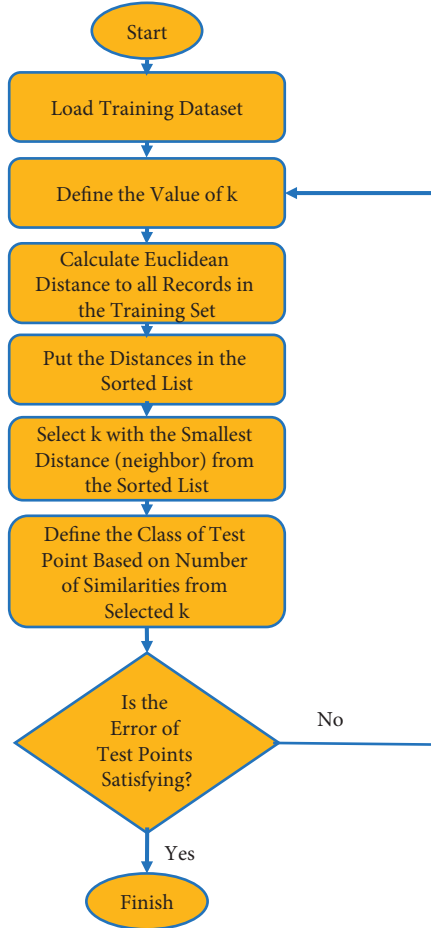 Start
Load Training Dataset
Define the Value of k
Calculate Euclidean
Distance to all Records in
the Training Set
Put the Distances in the
Sorted List
Select k with the Smallest
Distance (neighbor) from
the Sorted List
Define the Class of Test
Point Based on Number
of Similarities from
Selected k
Is the
Error of
Test Points
Satisfying?
No
Yes
Finish